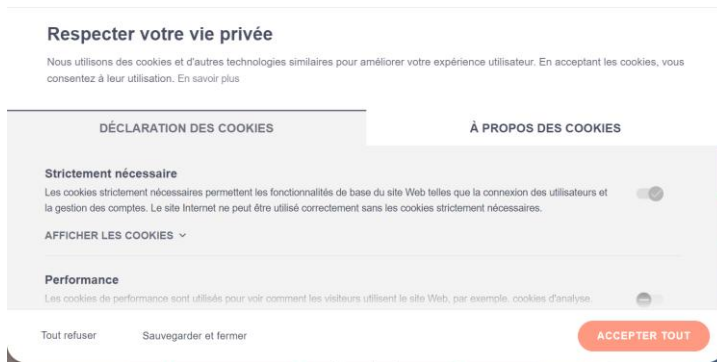 Respecter votre vie privée
Nous utilisons des cookies et d'autres technologies similaires pour améliorer votre expérience utilisateur. En acceptant les cookies, vous
consentez à leur utilisation. En savoir plus
DÉCLARATION DES COOKIES
À PROPOS DES COOKIES
Strictement nécessaire
Les cookies strictement nécessaires permettent les fonctionnalités de base du site Web telles que la connexion des utilisateurs et
la gestion des comptes. Le site Internet ne peut être utilisé correctement sans les cookies strictement nécessaires.
AFFICHER LES COOKIES
Performance
Les cookies de performance sont utilisés pour voir comment les visiteurs utilisent le site Web, par exemple. cookies d'analyse.
Tout refuser
Sauvegarder et fermer
ACCEPTER TOUT